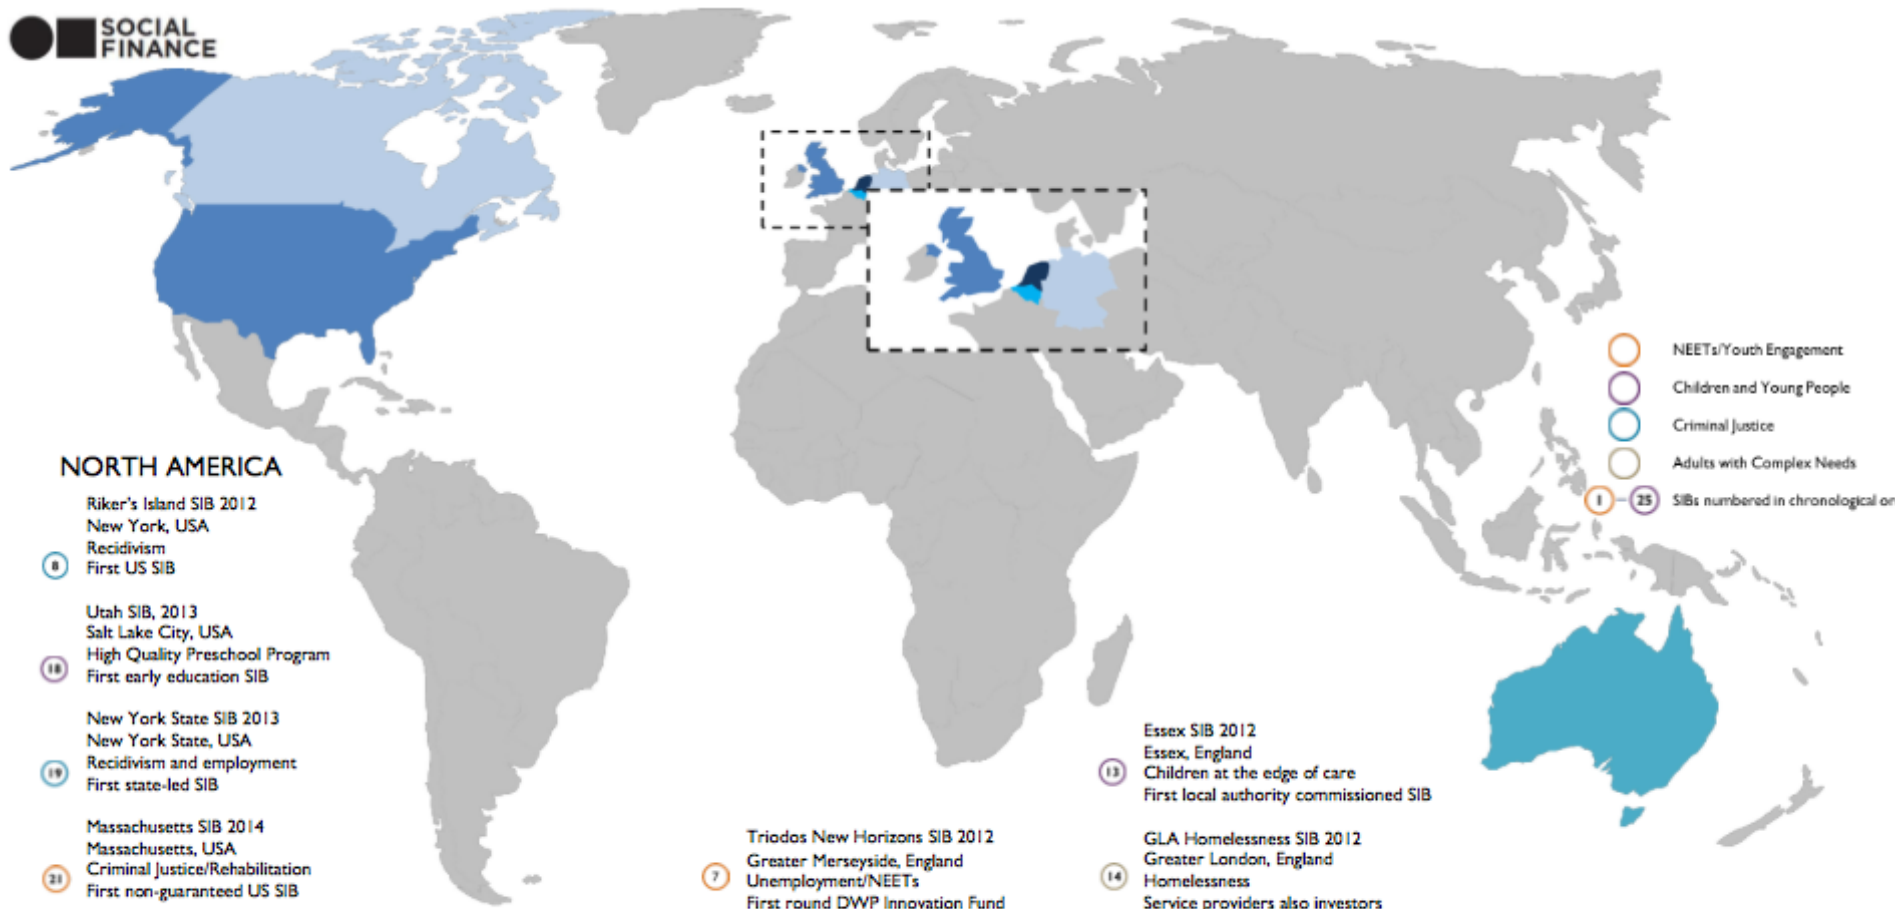 SOCIAL
FINANCE
NORTH AMERICA
Riker's Island SIB 2012
New York, USA
Recidivism
8
First US SIB
Utah SIB, 2013
Salt Lake City, USA
High Quality Preschool Program
18
First early education SIB
New York State SIB 2013
New York State, USA
Recidivism and employment
19
First state-led SIB
Massachusetts SIB 2014
Massachusetts, USA
Criminal Justice/Rehabilitation
21
First non-guaranteed US SIB
Triodos New Horizons SIB 2012
Greater Merseyside, England
7
Unemployment/NEETs
First round DWP Innovation Fund
Essex SIB 2012
Essex, England
13
Children at the edge of care
First local authority commissioned SIB
GLA Homelessness SIB 2012
Greater London, England
14
Homelessness
Service providers also investors
NEETs/Youth Engagement
Children and Young People
Criminal Justice
Adults with Complex Needs
1 – 25 SIBs numbered in chronological or